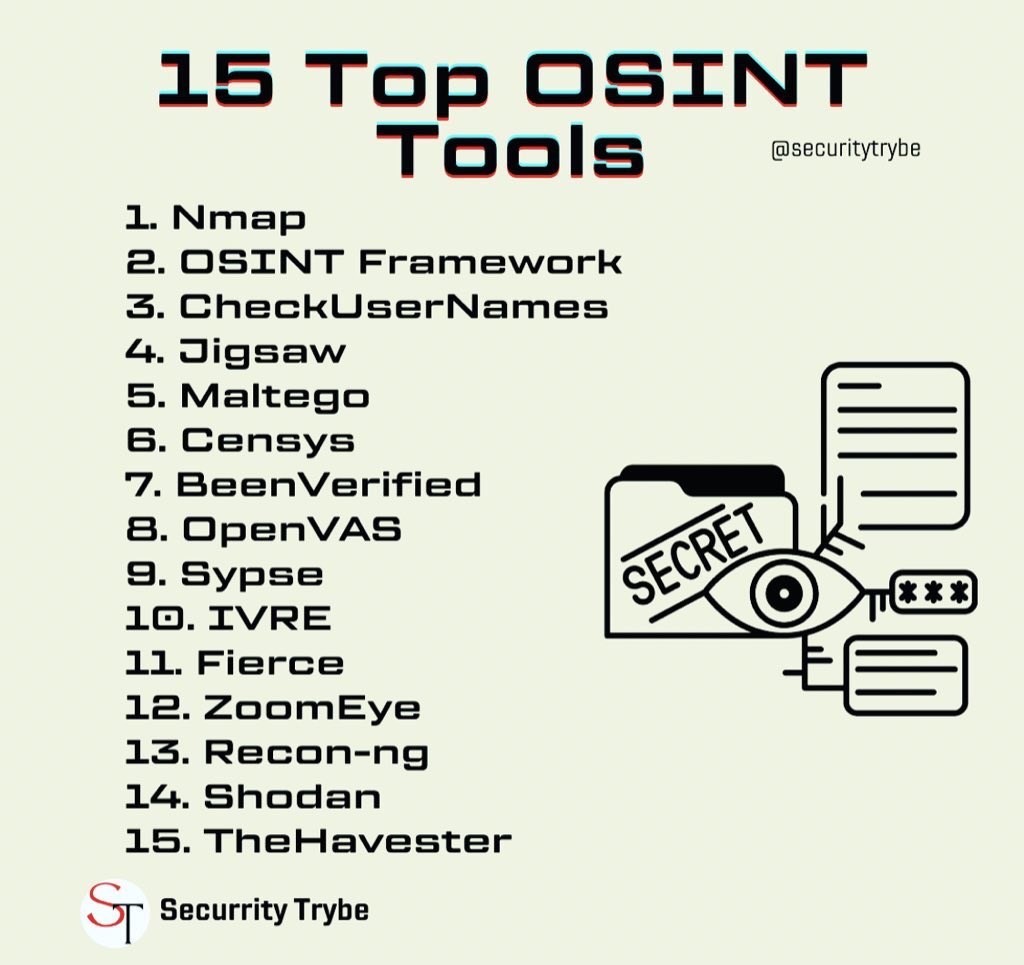 15 Top OSINT
Tools
@securitytrybe
1. Nmap
2. OSINT Framework
3. CheckUserNames
4. Jigsaw
5. Maltego
6. Censys
7. BeenVerified
8. OpenVAS
9. Sypse
10. IVRE
11. Fierce
12. ZoomEye
13. Recon-ng
14. Shodan
15. TheHavester
SECRET
***
ST
Securrity Trybe